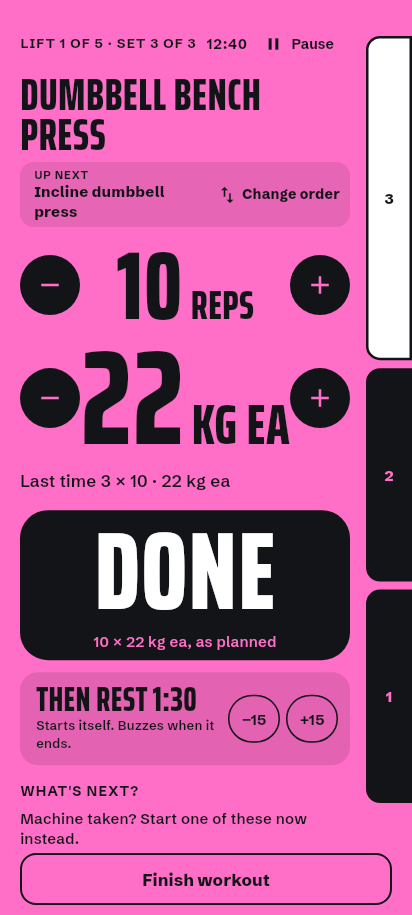 LIFT 1 OF 5 · SET 3 OF 3 12:40 Pause
DUMBBELL BENCH
PRESS
UP NEXT
Incline dumbbell
press
Change order
− 10 REPS +
− 22 KG EA +
Last time 3 × 10 · 22 kg ea
DONE
10 × 22 kg ea, as planned
THEN REST 1:30
Starts itself. Buzzes when it
ends.
−15 +15
WHAT'S NEXT?
Machine taken? Start one of these now
instead.
Finish workout
3
2
1